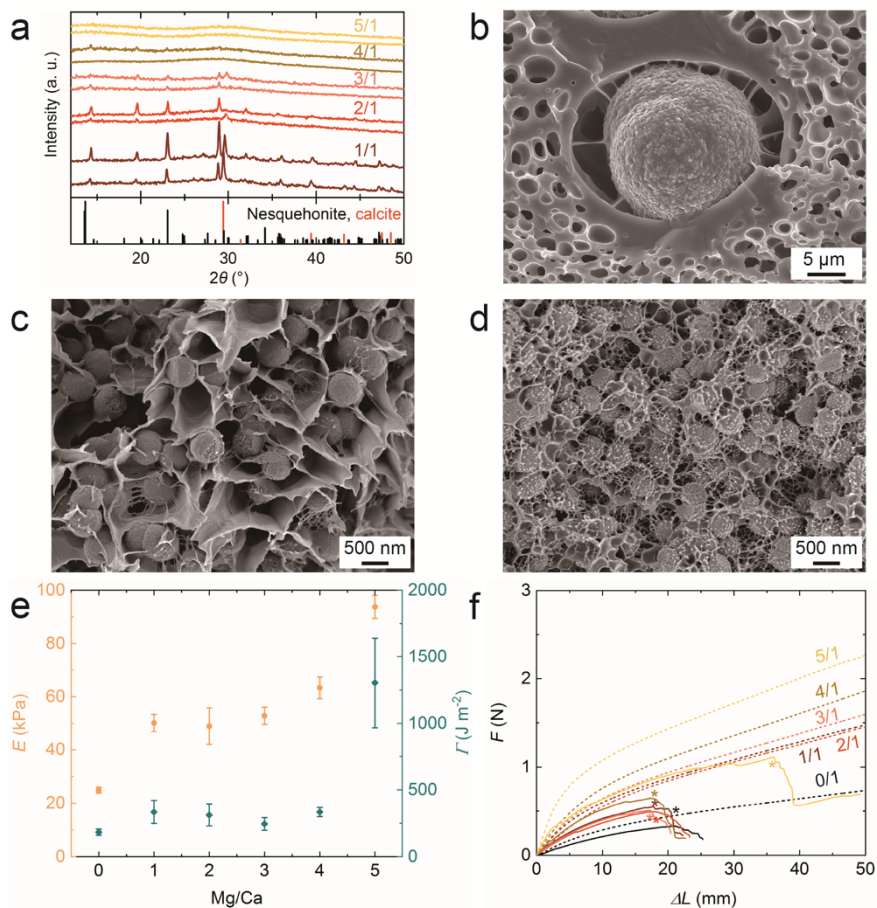 a
Intensity (a. u.)
5/1
4/1
3/1
2/1
1/1
Nesquehonite, calcite
20 30 40 50
2θ (°)
b
5 µm
c
500 nm
d
500 nm
e
E (kPa)
100
80
60
40
20
0
0 1 2 3 4 5
Mg/Ca
2000
1500
1000
500
0
Γ (J m⁻²)
f
F (N)
3
2
1
0
5/1
4/1
3/1
1/1 2/1
0/1
* * * * * *
0 10 20 30 40 50
ΔL (mm)